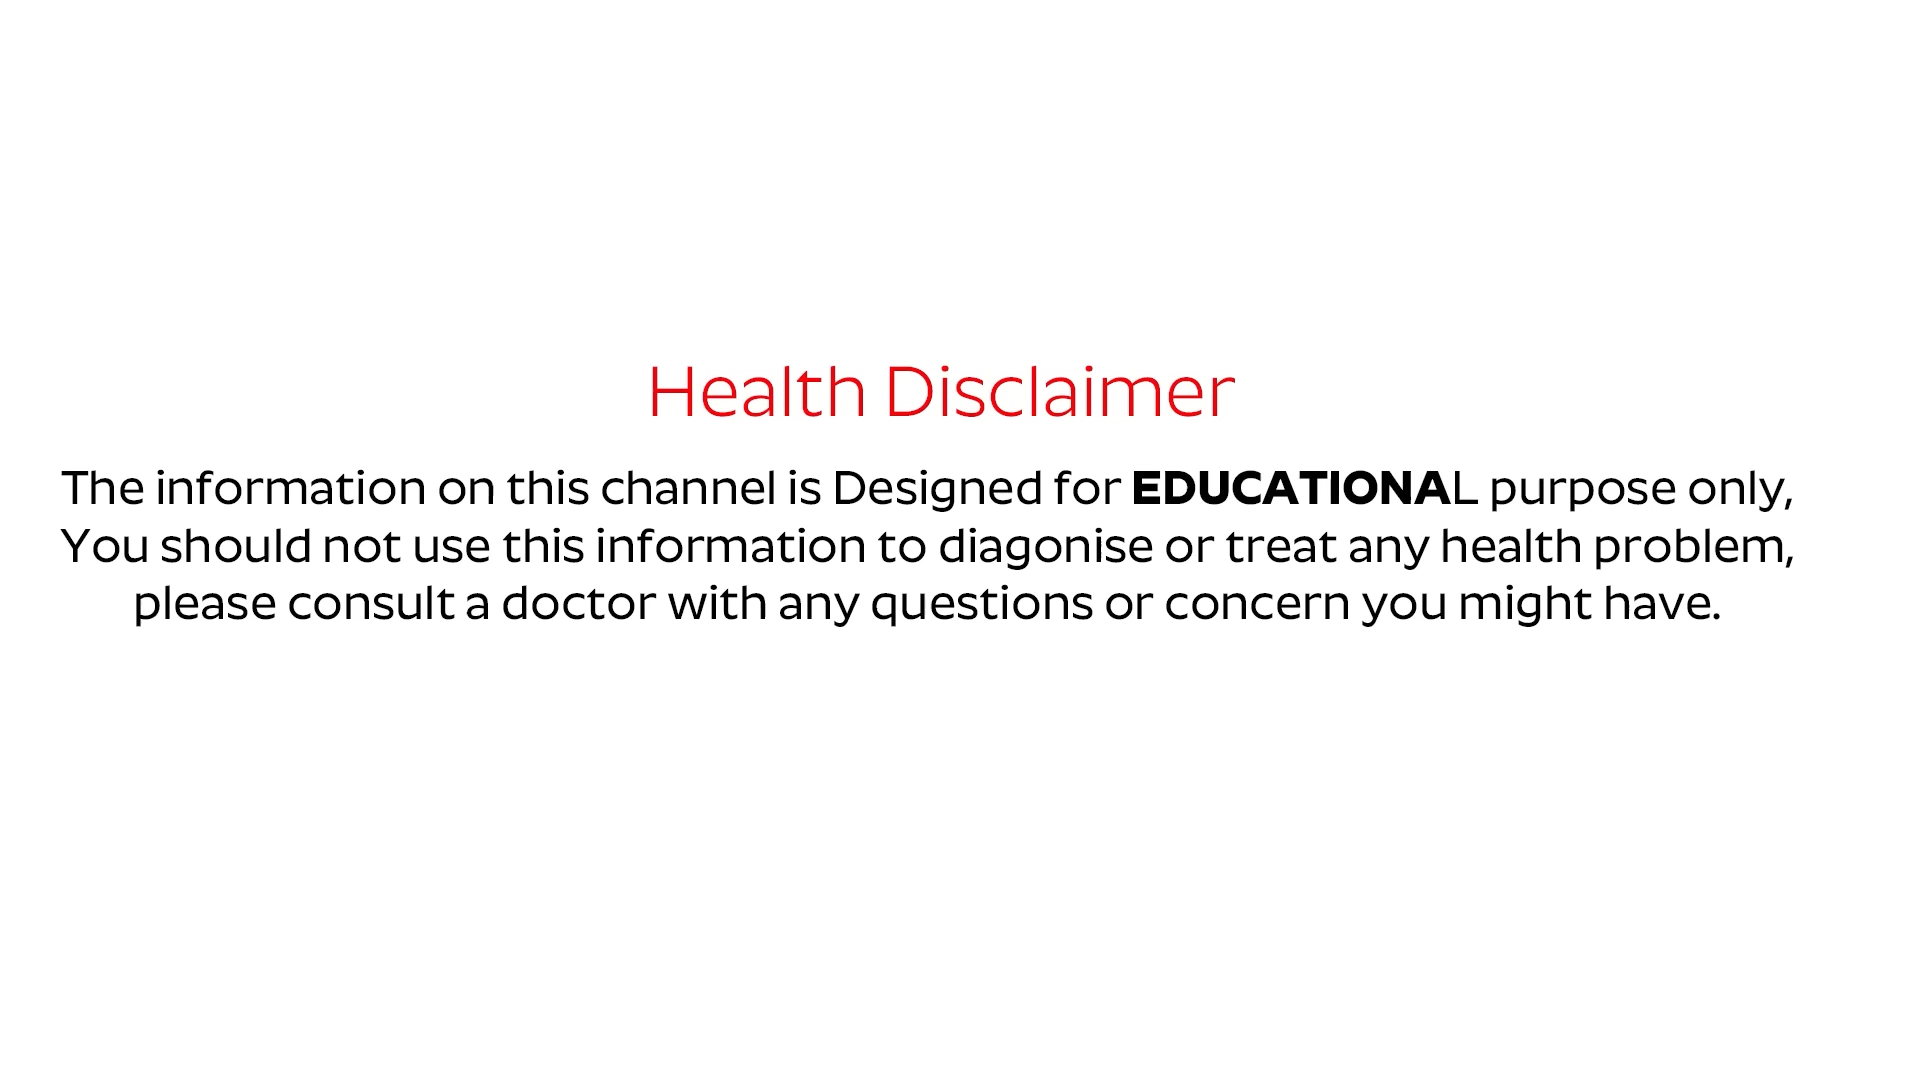 Health Disclaimer
The information on this channel is Designed for EDUCATIONAL purpose only,
You should not use this information to diagonise or treat any health problem,
please consult a doctor with any questions or concern you might have.